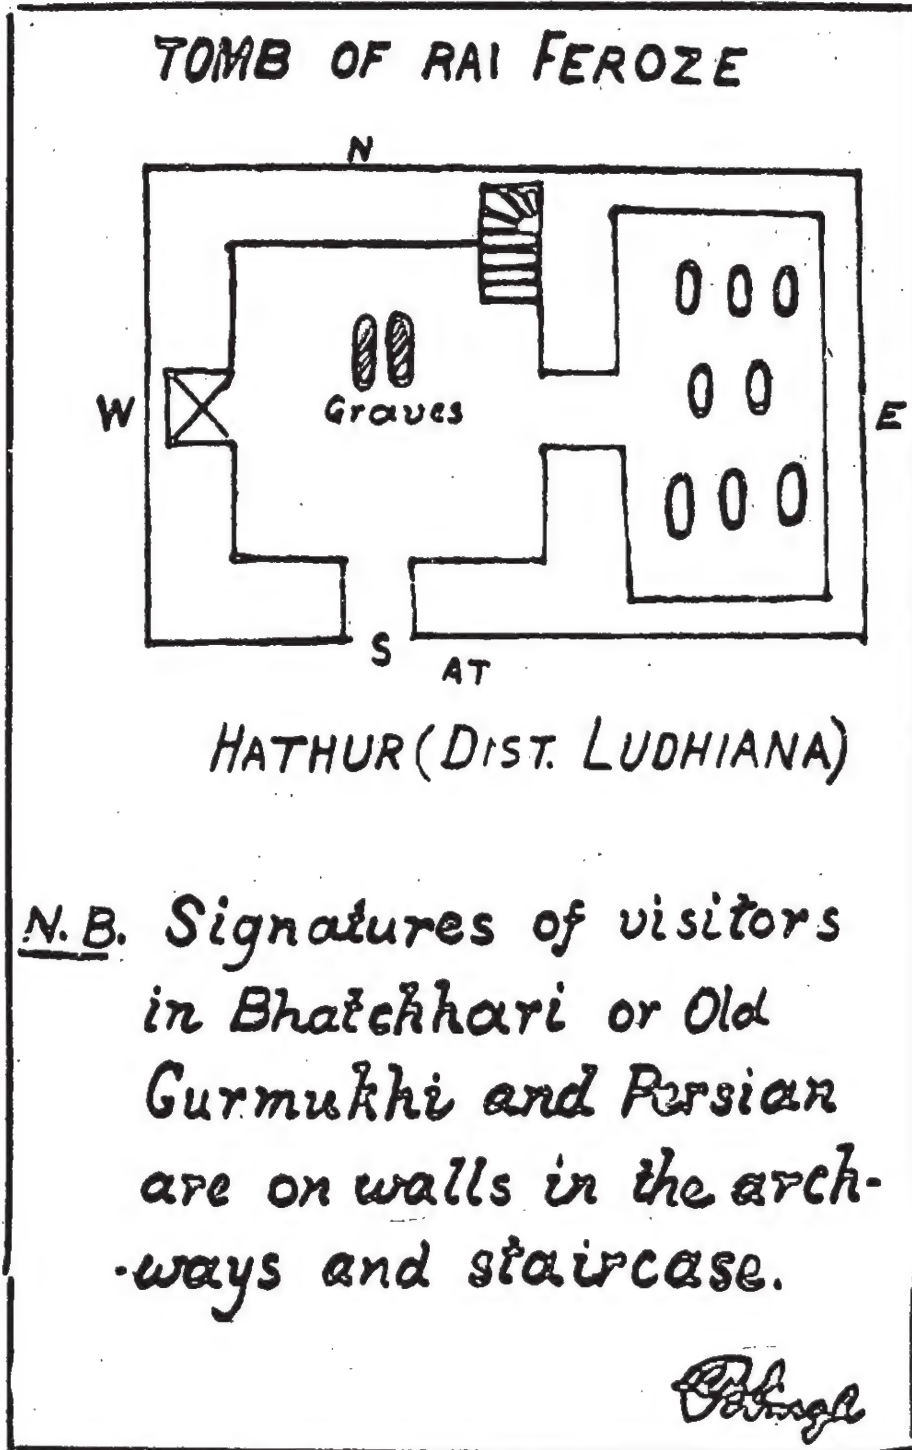 TOMB OF RAI FEROZE
N
Graves
W
E
S
AT
HATHUR (DIST. LUDHIANA)
N.B. Signatures of visitors
in Bhatchhari or Old
Gurmukhi and Persian
are on walls in the arch-
-ways and staircase.